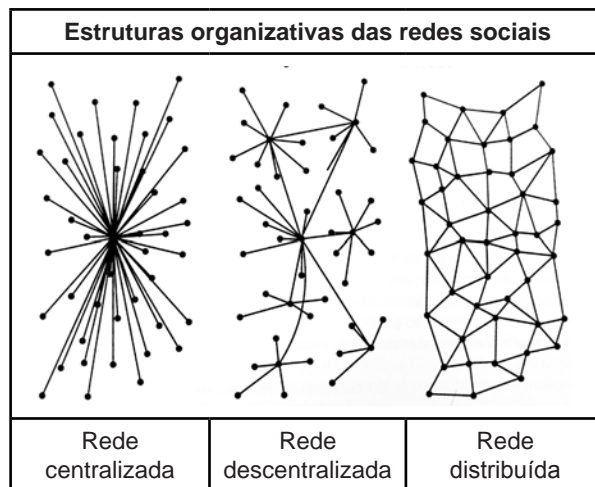 Estruturas organizativas das redes sociais
Rede
centralizada
Rede
descentralizada
Rede
distribuída